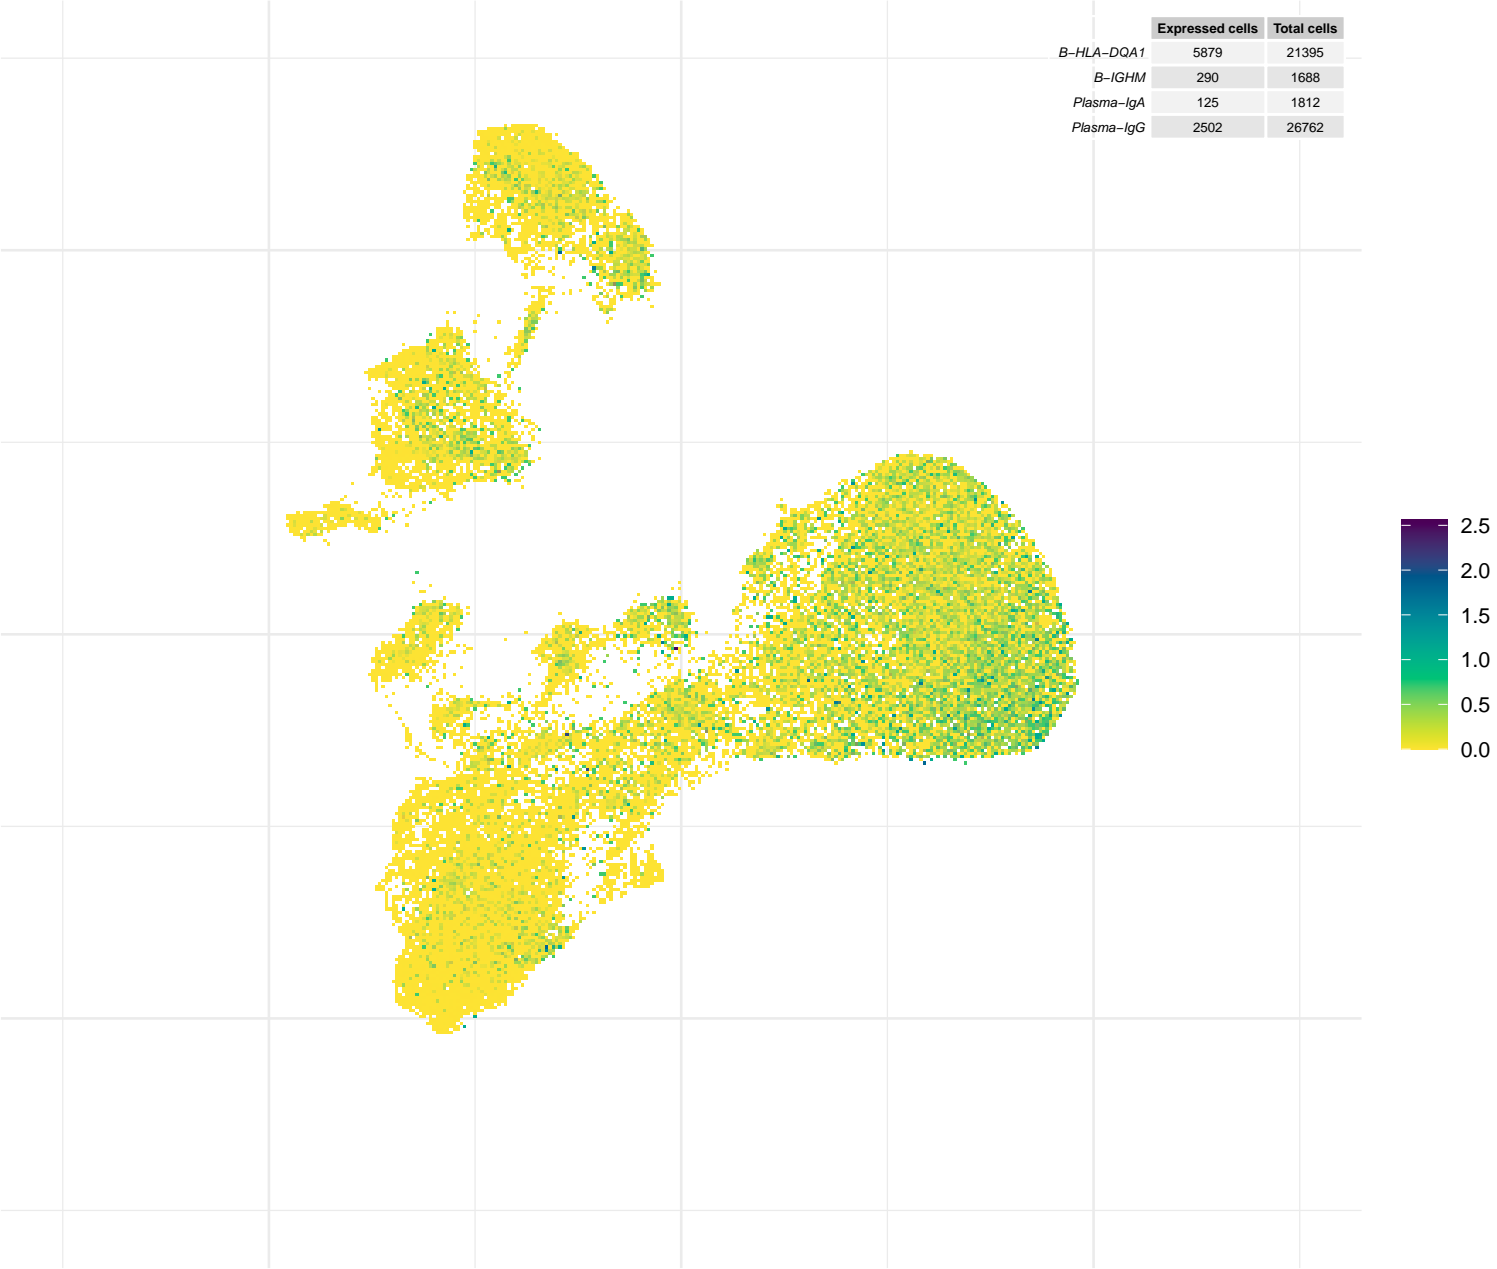 Expressed cells Total cells
B−HLA−DQA1 5879 21395
B−IGHM 290 1688
Plasma−IgA 125 1812
Plasma−IgG 2502 26762
2.5
2.0
1.5
1.0
0.5
0.0